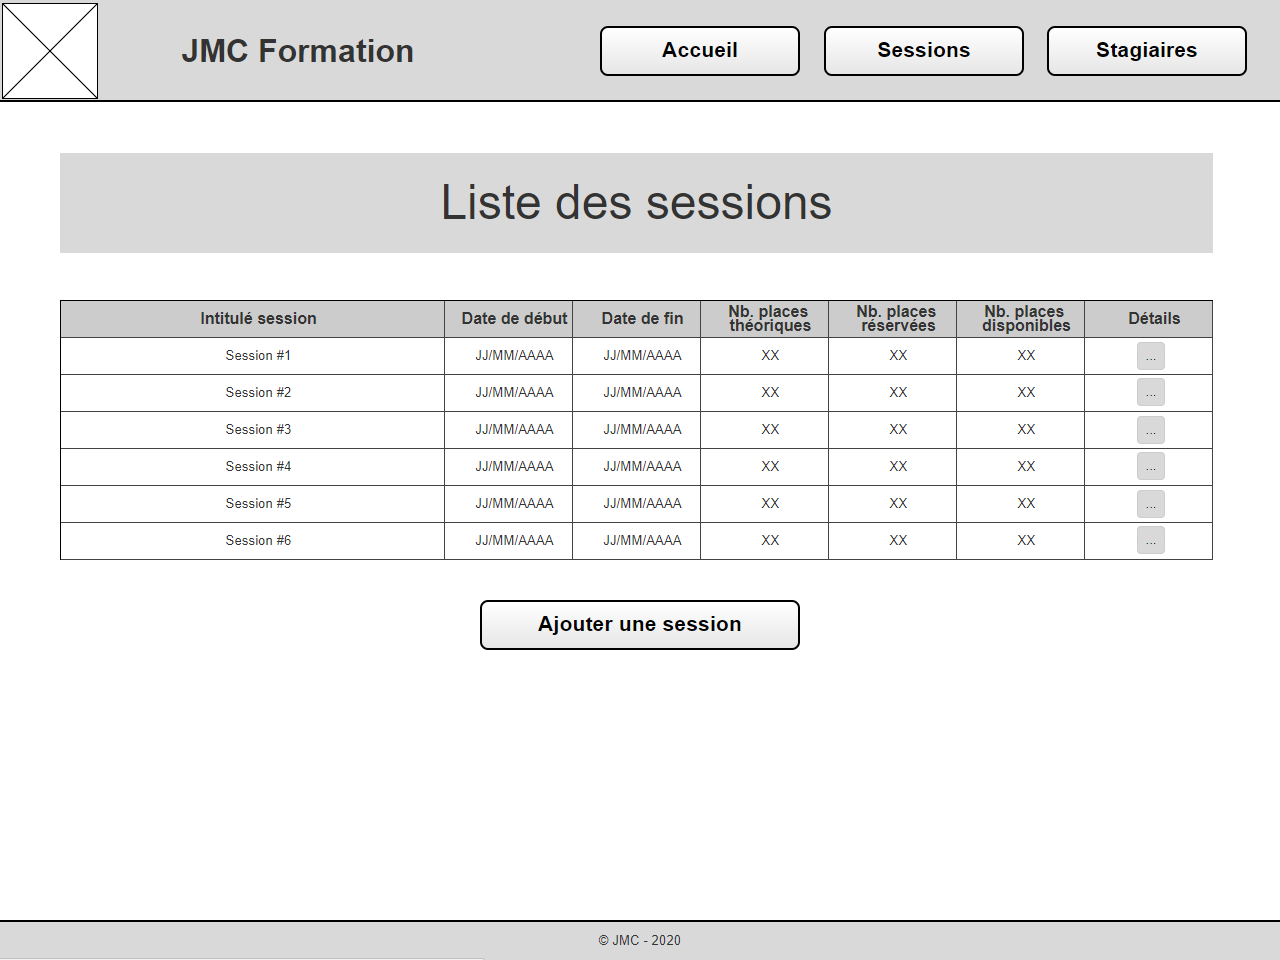 JMC Formation
Accueil
Sessions
Stagiaires
Liste des sessions
Intitulé session Date de début Date de fin Nb. places théoriques Nb. places réservées Nb. places disponibles Détails
Session #1 JJ/MM/AAAA JJ/MM/AAAA XX XX XX ...
Session #2 JJ/MM/AAAA JJ/MM/AAAA XX XX XX ...
Session #3 JJ/MM/AAAA JJ/MM/AAAA XX XX XX ...
Session #4 JJ/MM/AAAA JJ/MM/AAAA XX XX XX ...
Session #5 JJ/MM/AAAA JJ/MM/AAAA XX XX XX ...
Session #6 JJ/MM/AAAA JJ/MM/AAAA XX XX XX ...
Ajouter une session
© JMC - 2020